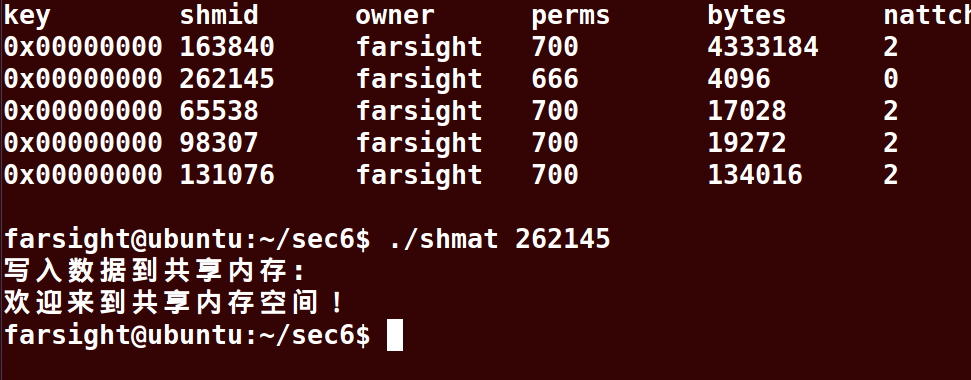 key shmid owner perms bytes nattch
0x00000000 163840 farsight 700 4333184 2
0x00000000 262145 farsight 666 4096 0
0x00000000 65538 farsight 700 17028 2
0x00000000 98307 farsight 700 19272 2
0x00000000 131076 farsight 700 134016 2
farsight@ubuntu:~/sec6$ ./shmat 262145
写入数据到共享内存：
欢迎来到共享内存空间！
farsight@ubuntu:~/sec6$